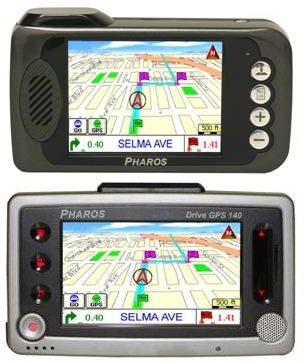 N
GO GPS
500 ft
0.40 SELMA AVE 1.41
PHAROS
PHAROS Drive GPS 140
N
GO GPS
500 ft
0.40 SELMA AVE 1.41